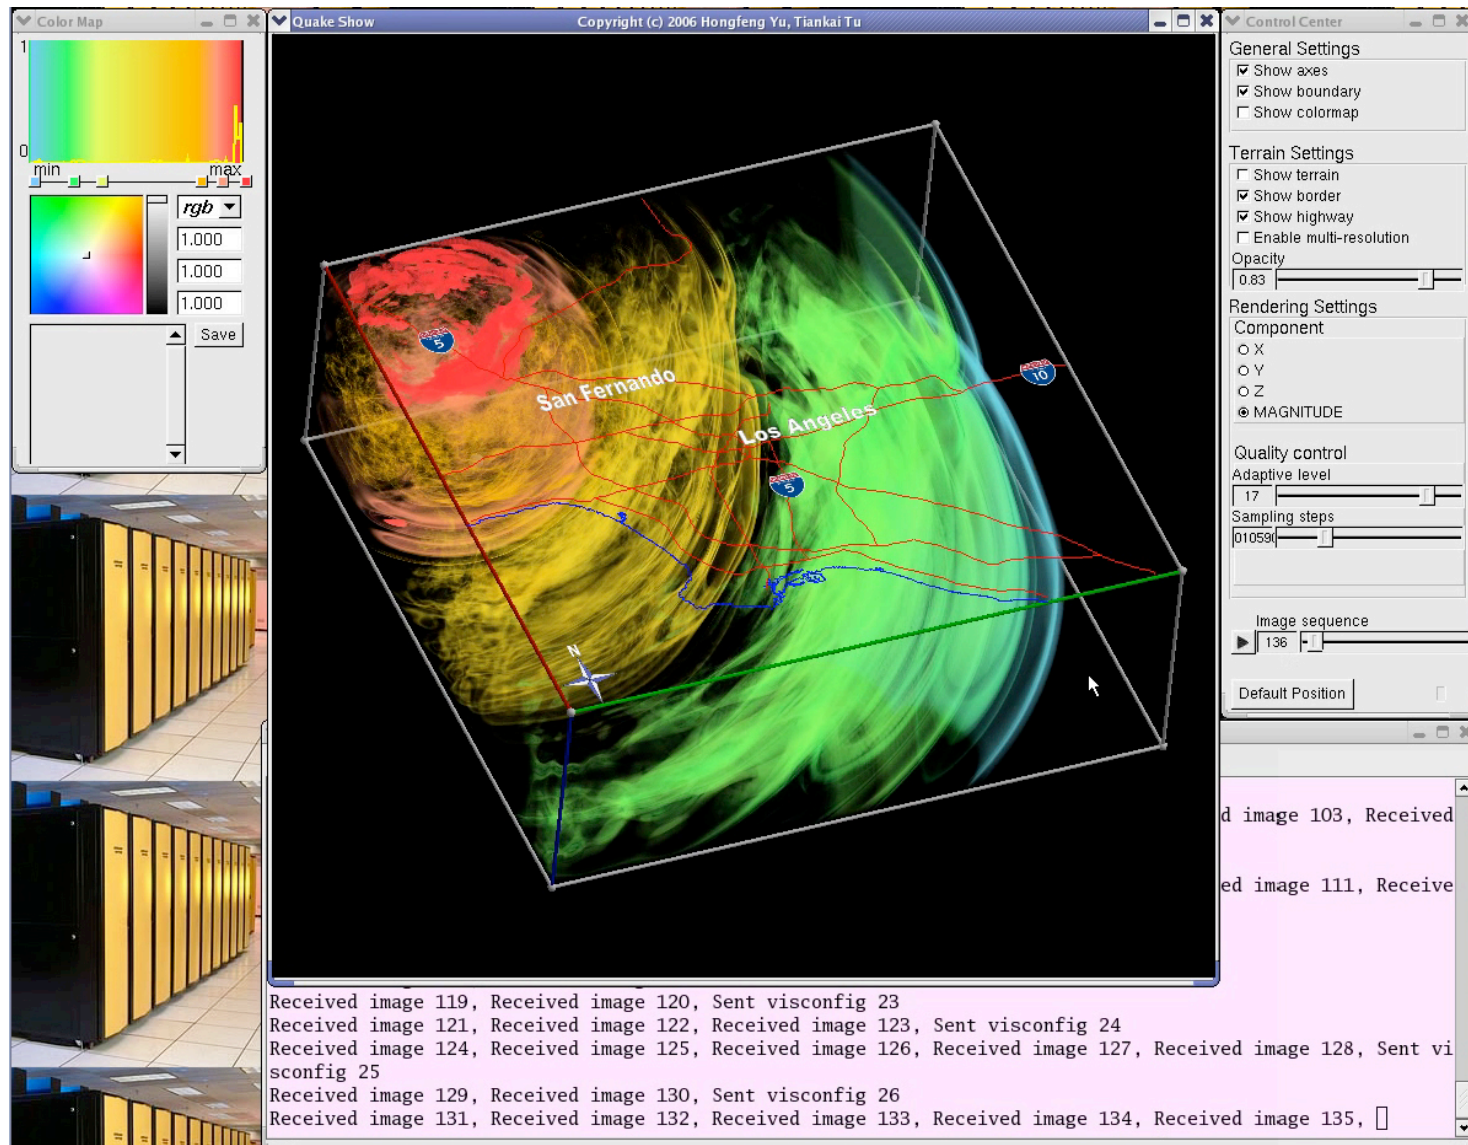 Color Map
1
0
min max
rgb
1.000
1.000
1.000
Save
Quake Show Copyright (c) 2006 Hongfeng Yu, Tiankai Tu
5
San Fernando
Los Angeles
10
5
N
Control Center
General Settings
Show axes
Show boundary
Show colormap
Terrain Settings
Show terrain
Show border
Show highway
Enable multi-resolution
Opacity
0.83
Rendering Settings
Component
X
Y
Z
MAGNITUDE
Quality control
Adaptive level
17
Sampling steps
01059
Image sequence
136
Default Position
d image 103, Received
ed image 111, Receive
Received image 119, Received image 120, Sent visconfig 23
Received image 121, Received image 122, Received image 123, Sent visconfig 24
Received image 124, Received image 125, Received image 126, Received image 127, Received image 128, Sent vi
sconfig 25
Received image 129, Received image 130, Sent visconfig 26
Received image 131, Received image 132, Received image 133, Received image 134, Received image 135,